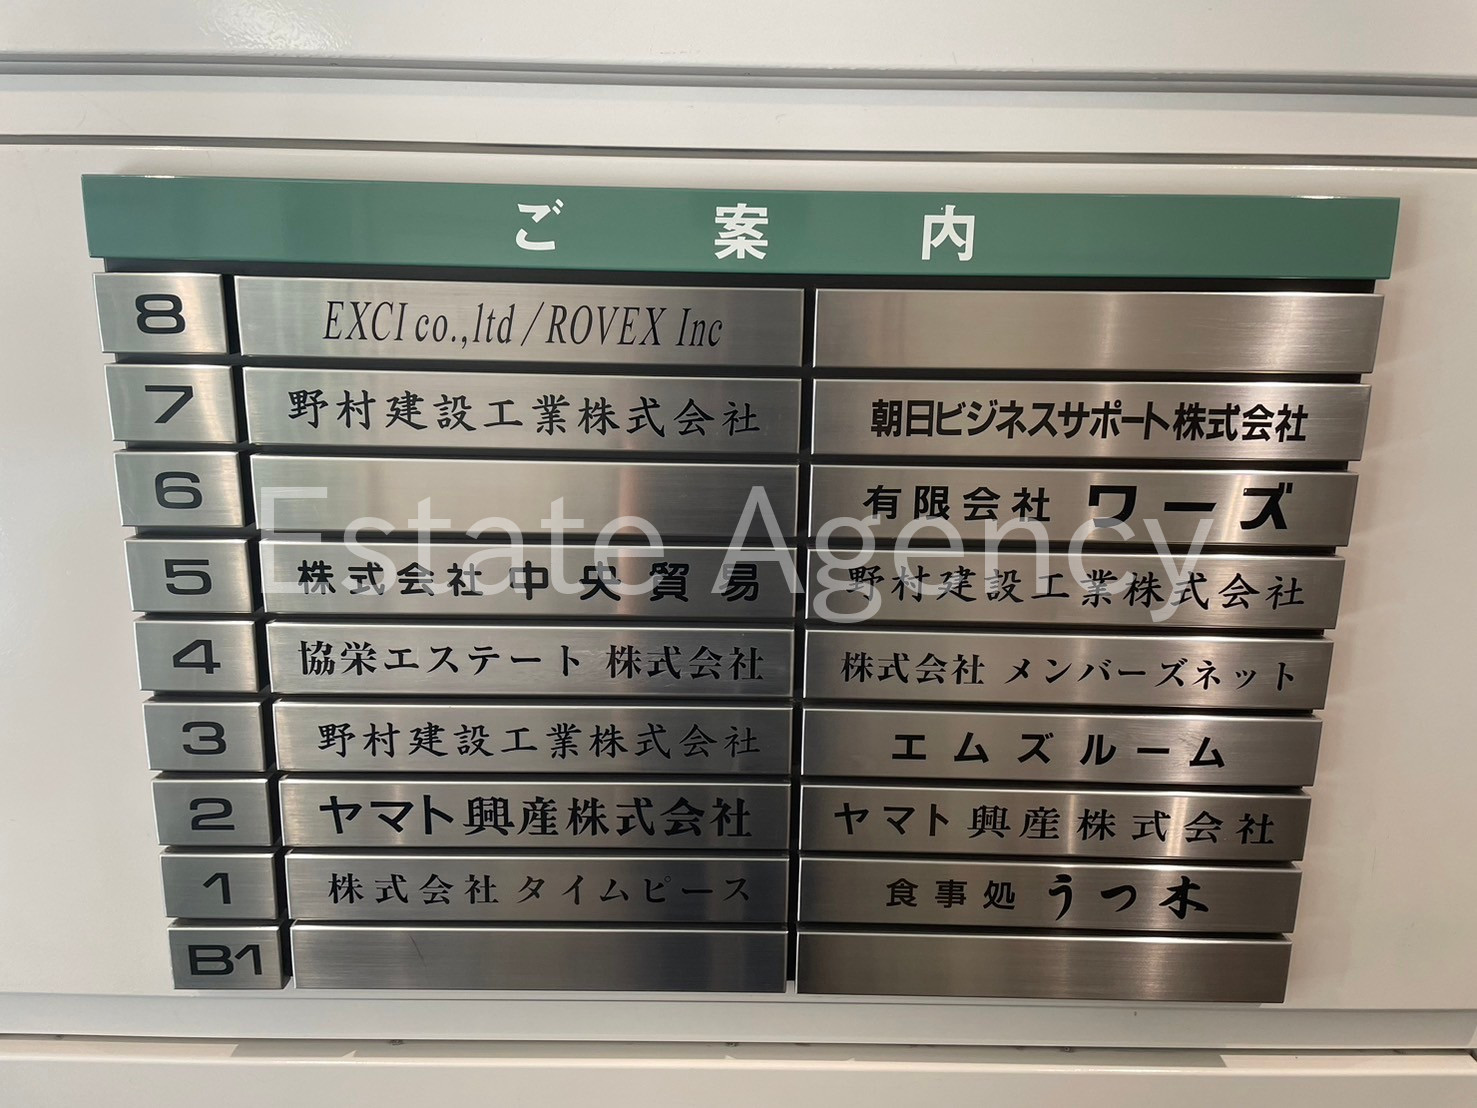 ご案内
8 EXCI co.,ltd / ROVEX Inc
7 野村建設工業株式会社 朝日ビジネスサポート株式会社
6 有限会社 ワーズ
Estate Agency
5 株式会社 中央貿易 野村建設工業株式会社
4 協栄エステート 株式会社 株式会社 メンバーズネット
3 野村建設工業株式会社 エムズルーム
2 ヤマト興産株式会社 ヤマト興産株式会社
1 株式会社 タイムピース 食事処 うつ木
B1